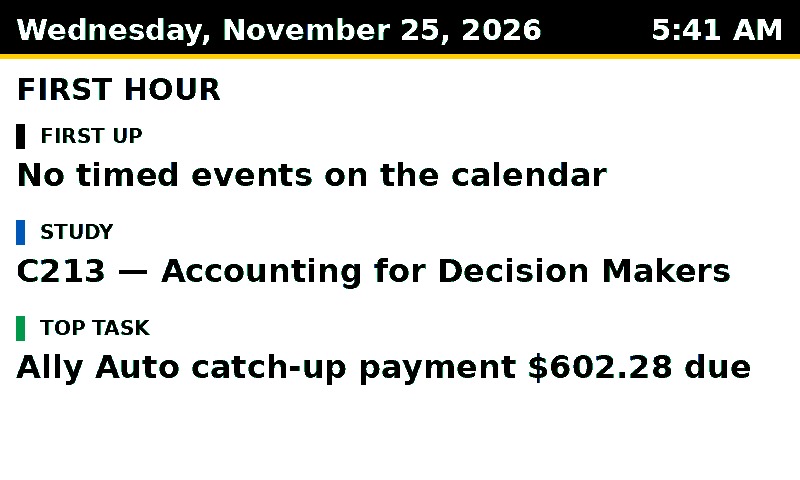 Wednesday, November 25, 2026 5:41 AM
FIRST HOUR
FIRST UP
No timed events on the calendar
STUDY
C213 — Accounting for Decision Makers
TOP TASK
Ally Auto catch-up payment $602.28 due